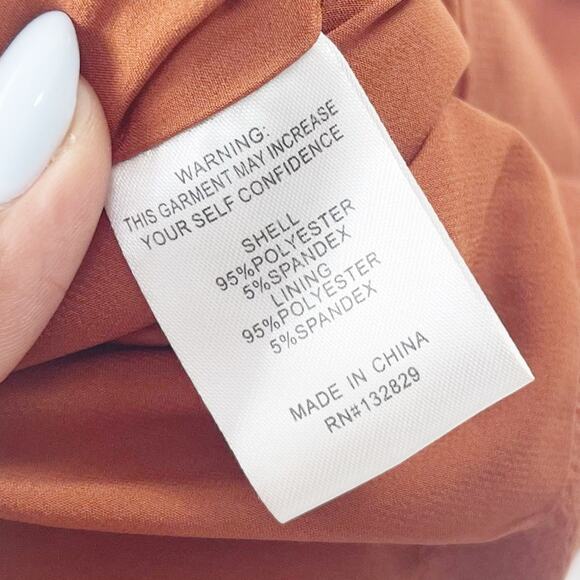 WARNING:
THIS GARMENT MAY INCREASE
YOUR SELF CONFIDENCE
SHELL
95%POLYESTER
5%SPANDEX
LINING
95%POLYESTER
5%SPANDEX
MADE IN CHINA
RN#132829